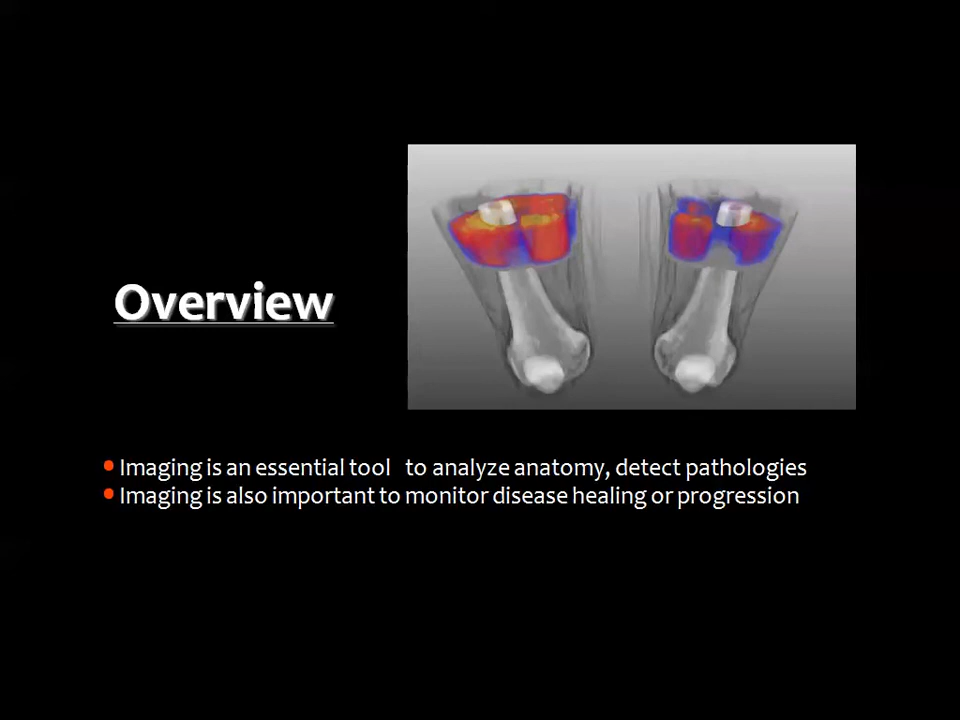 Overview
• Imaging is an essential tool   to analyze anatomy, detect pathologies
• Imaging is also important to monitor disease healing or progression